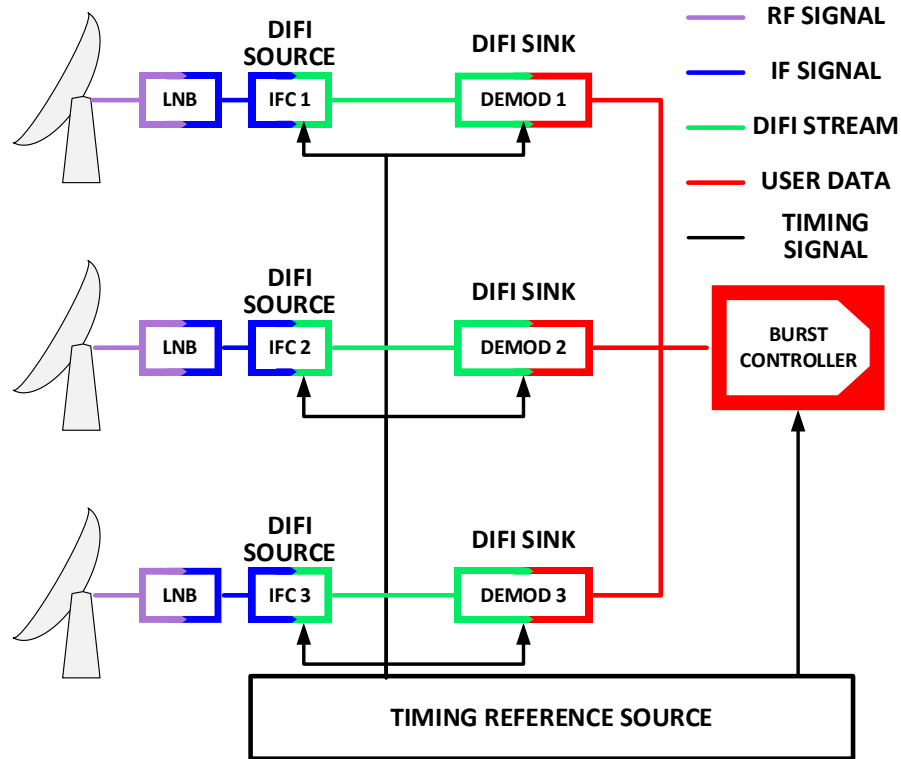 DIFI
SOURCE
DIFI SINK
LNB
IFC 1
DEMOD 1
RF SIGNAL
IF SIGNAL
DIFI STREAM
USER DATA
TIMING
SIGNAL
DIFI
SOURCE
DIFI SINK
LNB
IFC 2
DEMOD 2
BURST
CONTROLLER
DIFI
SOURCE
DIFI SINK
LNB
IFC 3
DEMOD 3
TIMING REFERENCE SOURCE